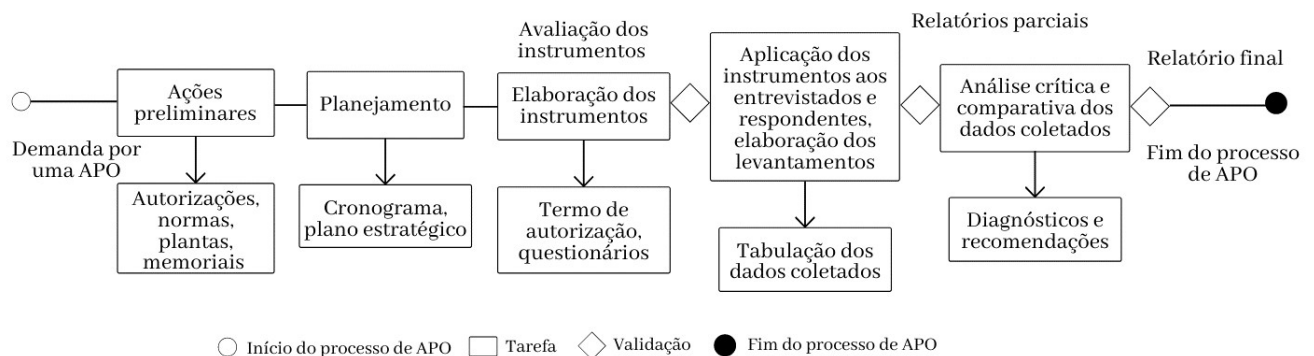 Demanda por
uma APO
Ações
preliminares
Autorizações,
normas,
plantas,
memoriais
Planejamento
Cronograma,
plano estratégico
Avaliação dos
instrumentos
Elaboração dos
instrumentos
Termo de
autorização,
questionários
Aplicação dos
instrumentos aos
entrevistados e
respondentes,
elaboração dos
levantamentos
Tabulação dos
dados coletados
Relatórios parciais
Análise crítica e
comparativa dos
dados coletados
Diagnósticos e
recomendações
Relatório final
Fim do processo
de APO
Início do processo de APO
Tarefa
Validação
Fim do processo de APO